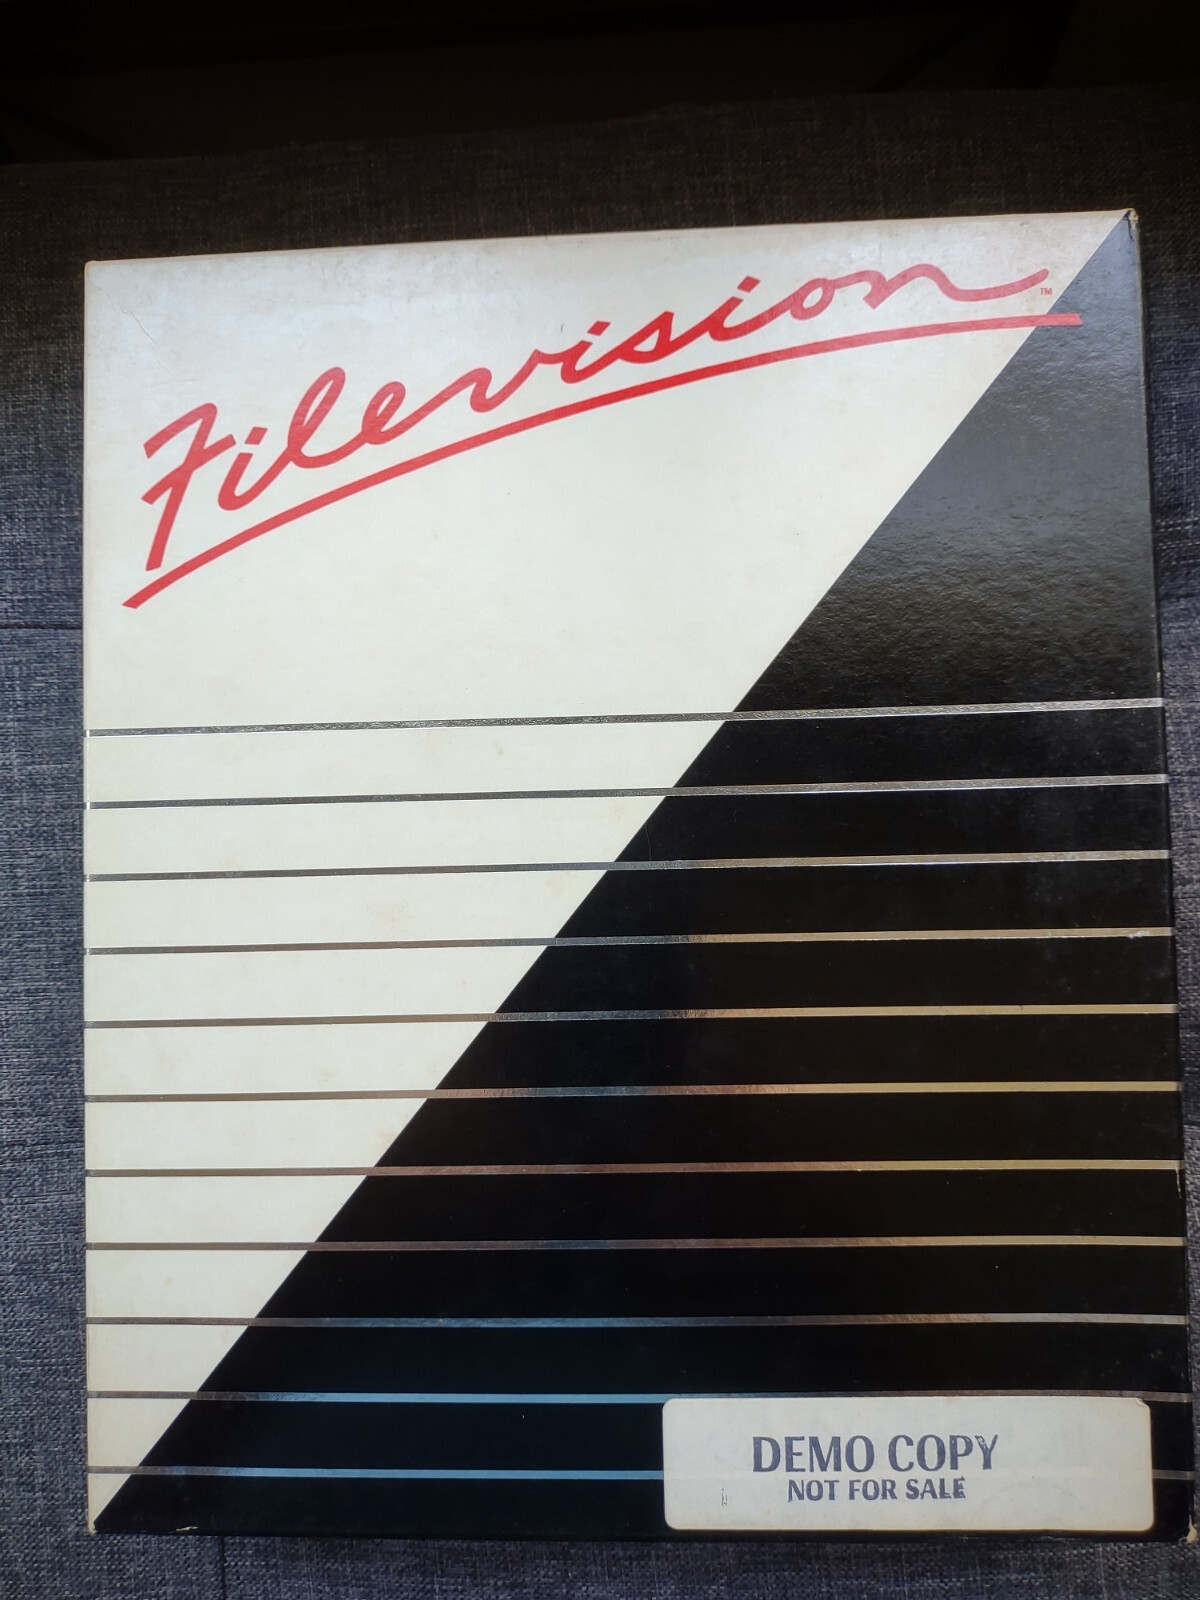 Filevision™
DEMO COPY
NOT FOR SALE